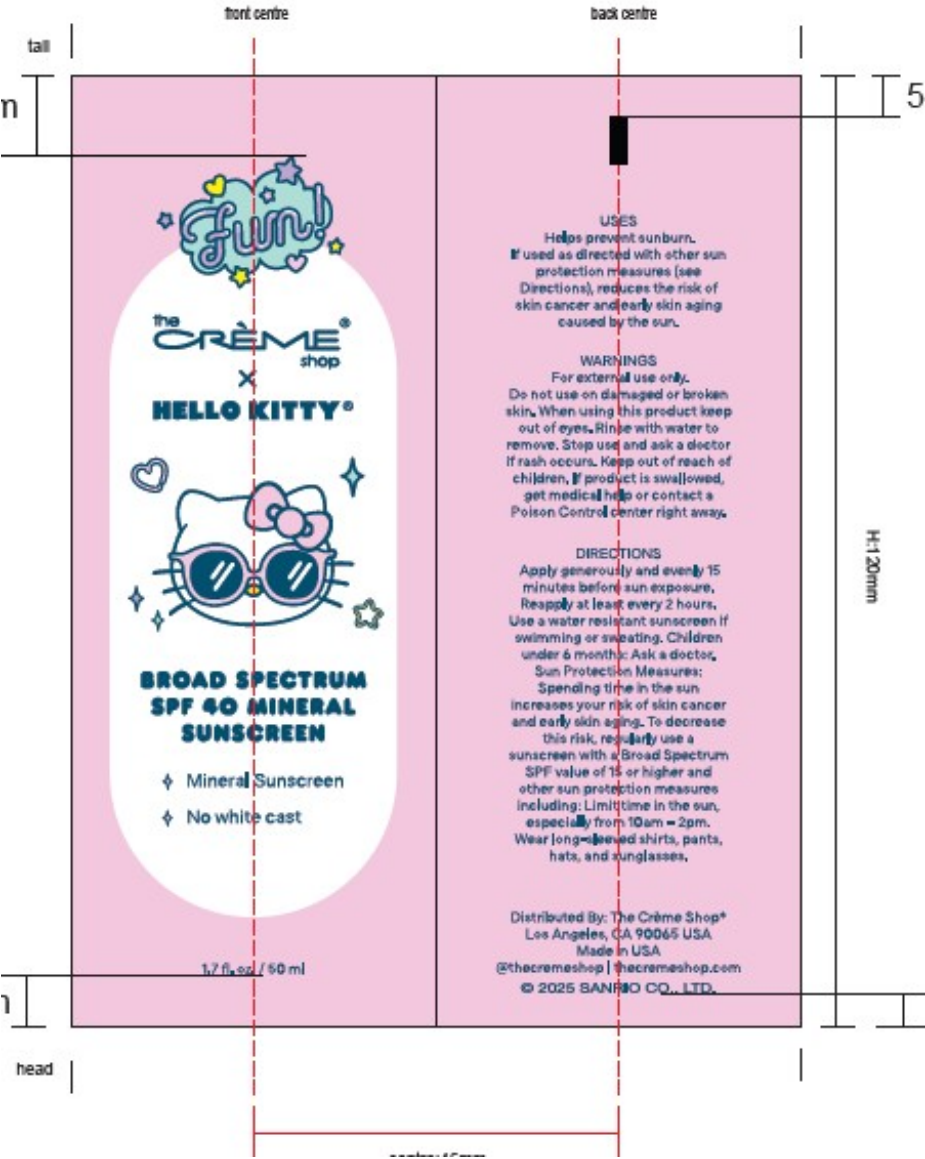 front centre
back centre
tall
5
Fun!
the
CRÈME®
shop
×
HELLO KITTY®
BROAD SPECTRUM
SPF 40 MINERAL
SUNSCREEN
Mineral Sunscreen
No white cast
1.7 fl. oz. / 50 ml
USES
Helps prevent sunburn.
If used as directed with other sun
protection measures (see
Directions), reduces the risk of
skin cancer and early skin aging
caused by the sun.
WARNINGS
For external use only.
Do not use on damaged or broken
skin. When using this product keep
out of eyes. Rinse with water to
remove. Stop use and ask a doctor
if rash occurs. Keep out of reach of
children. If product is swallowed,
get medical help or contact a
Poison Control center right away.
DIRECTIONS
Apply generously and evenly 15
minutes before sun exposure.
Reapply at least every 2 hours.
Use a water resistant sunscreen if
swimming or sweating. Children
under 6 months: Ask a doctor.
Sun Protection Measures:
Spending time in the sun
increases your risk of skin cancer
and early skin aging. To decrease
this risk, regularly use a
sunscreen with a Broad Spectrum
SPF value of 15 or higher and
other sun protection measures
including: Limit time in the sun,
especially from 10am – 2pm.
Wear long-sleeved shirts, pants,
hats, and sunglasses.
Distributed By: The Crème Shop®
Los Angeles, CA 90065 USA
Made in USA
@thecremeshop | thecremeshop.com
© 2025 SANRIO CO., LTD.
H:120mm
head